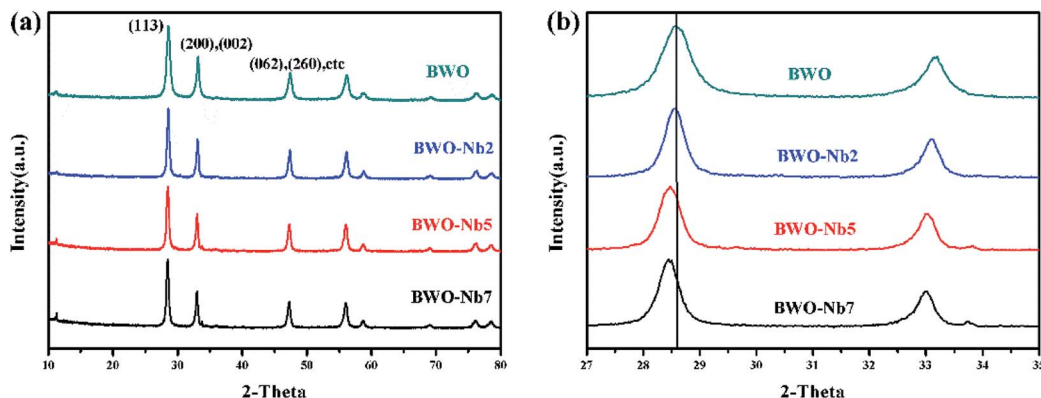 (a)
(113)
(200),(002)
(062),(260),etc
BWO
BWO-Nb2
BWO-Nb5
BWO-Nb7
Intensity(a.u.)
10 20 30 40 50 60 70 80
2-Theta
(b)
BWO
BWO-Nb2
BWO-Nb5
BWO-Nb7
Intensity(a.u.)
27 28 29 30 31 32 33 34 35
2-Theta